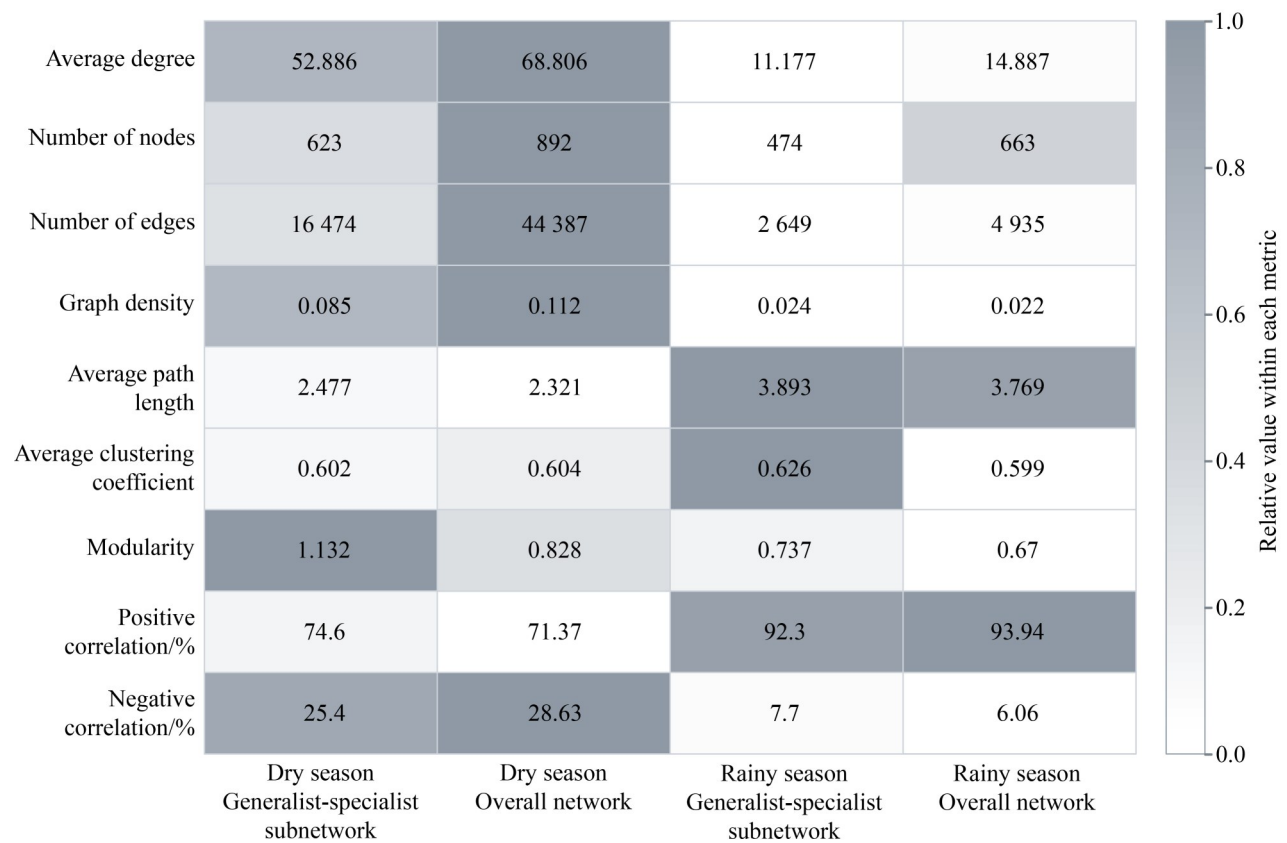 Average degree 52.886 68.806 11.177 14.887
Number of nodes 623 892 474 663
Number of edges 16 474 44 387 2 649 4 935
Graph density 0.085 0.112 0.024 0.022
Average path
length
2.477 2.321 3.893 3.769
Average clustering
coefficient
0.602 0.604 0.626 0.599
Modularity 1.132 0.828 0.737 0.67
Positive
correlation/%
74.6 71.37 92.3 93.94
Negative
correlation/%
25.4 28.63 7.7 6.06
Dry season
Generalist-specialist
subnetwork
Dry season
Overall network
Rainy season
Generalist-specialist
subnetwork
Rainy season
Overall network
1.0
0.8
0.6
0.4
0.2
0.0
Relative value within each metric